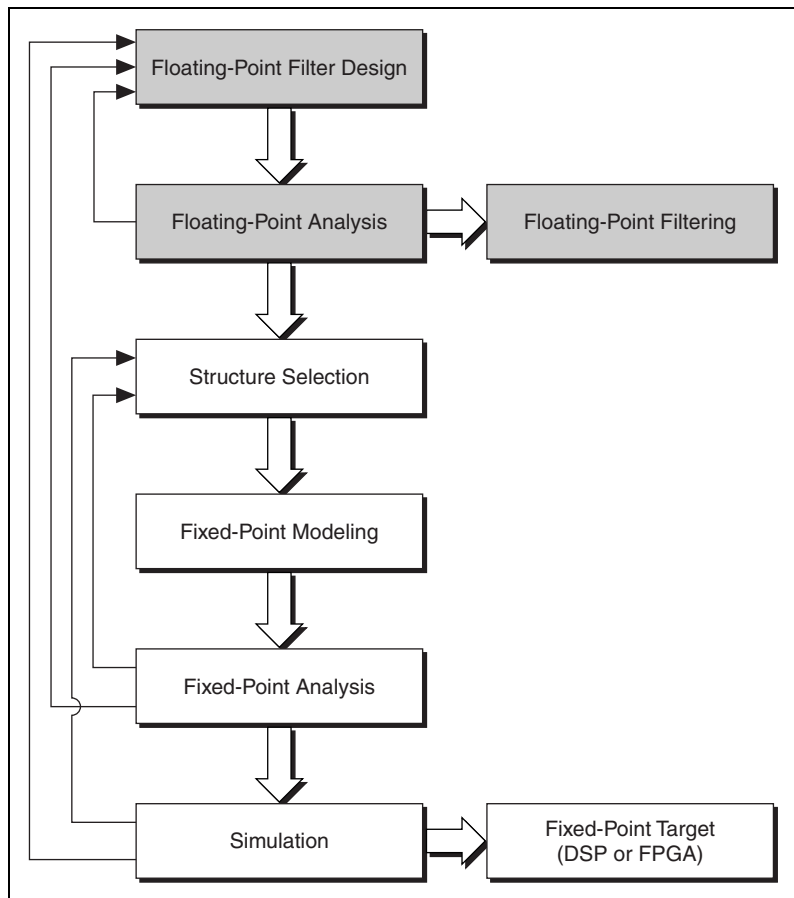 Floating-Point Filter Design
Floating-Point Analysis
Floating-Point Filtering
Structure Selection
Fixed-Point Modeling
Fixed-Point Analysis
Simulation
Fixed-Point Target
(DSP or FPGA)